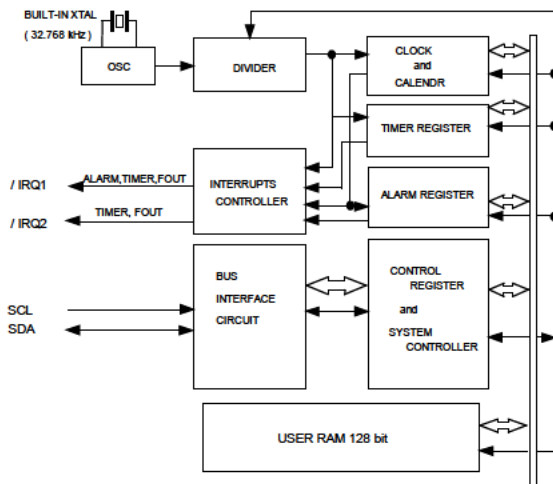 BUILT-IN XTAL
( 32.768 kHz )
OSC
DIVIDER
CLOCK
and
CALENDR
TIMER REGISTER
/ IRQ1
ALARM,TIMER,FOUT
INTERRUPTS
CONTROLLER
ALARM REGISTER
/ IRQ2
TIMER, FOUT
BUS
INTERFACE
CIRCUIT
CONTROL
REGISTER
and
SYSTEM
CONTROLLER
SCL
SDA
USER RAM 128 bit